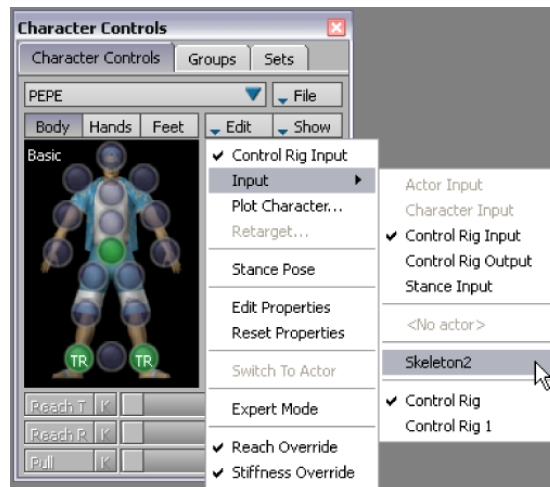 Character Controls
Character Controls Groups Sets
PEPE File
Body Hands Feet Edit Show
Basic
TR TR
Reach T K
Reach R K
Pull K
Control Rig Input
Input
Plot Character...
Retarget...
Stance Pose
Edit Properties
Reset Properties
Switch To Actor
Expert Mode
Reach Override
Stiffness Override
Actor Input
Character Input
Control Rig Input
Control Rig Output
Stance Input
<No actor>
Skeleton2
Control Rig
Control Rig 1